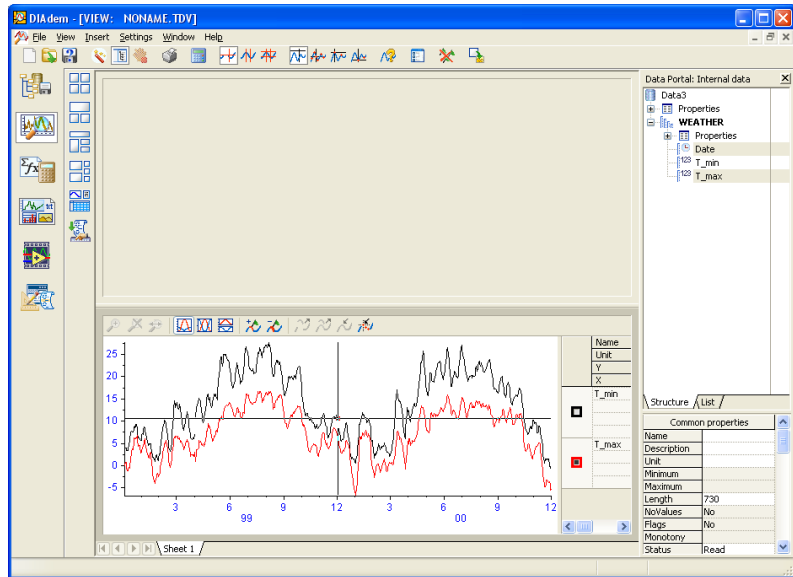 DIAdem - [VIEW: NONAME.TDV]
File View Insert Settings Window Help
Data Portal: Internal data
Data3
Properties
WEATHER
Properties
Date
123 T_min
123 T_max
Structure List
Common properties
Name
Description
Unit
Minimum
Maximum
Length 730
NoValues No
Flags No
Monotony
Status Read
Name
Unit
Y
X
T_min
T_max
25
20
15
10
5
0
-5
3 6 9 12 3 6 9 12
99 00
Sheet 1